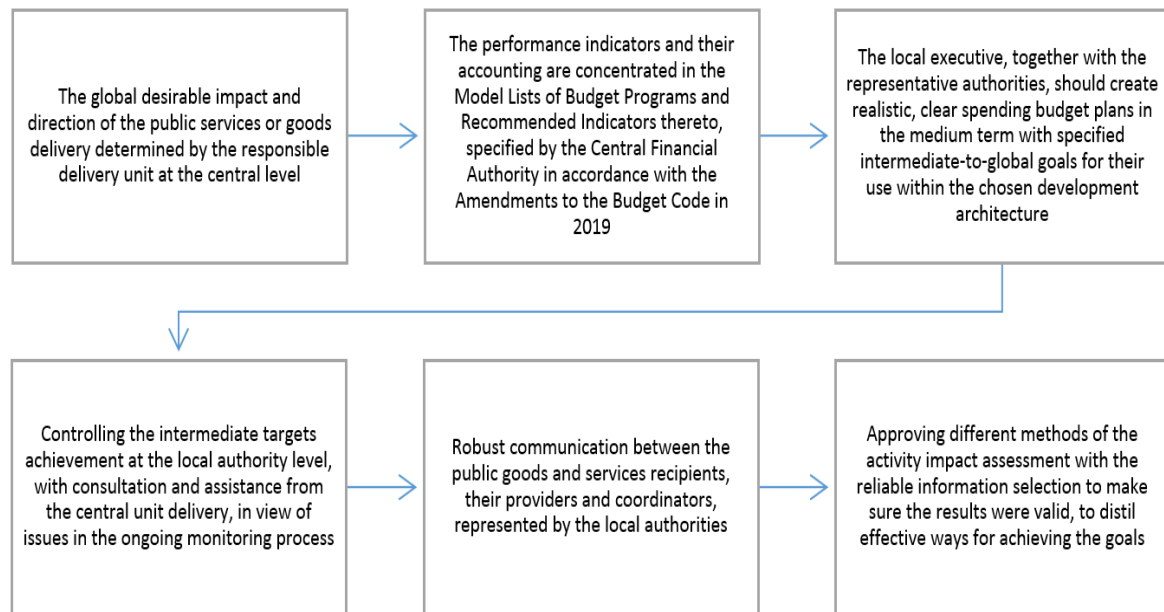 The global desirable impact and
direction of the public services or goods
delivery determined by the responsible
delivery unit at the central level
The performance indicators and their
accounting are concentrated in the
Model Lists of Budget Programs and
Recommended Indicators thereto,
specified by the Central Financial
Authority in accordance with the
Amendments to the Budget Code in
2019
The local executive, together with the
representative authorities, should create
realistic, clear spending budget plans in
the medium term with specified
intermediate-to-global goals for their
use within the chosen development
architecture
Controlling the intermediate targets
achievement at the local authority level,
with consultation and assistance from
the central unit delivery, in view of
issues in the ongoing monitoring process
Robust communication between the
public goods and services recipients,
their providers and coordinators,
represented by the local authorities
Approving different methods of the
activity impact assessment with the
reliable information selection to make
sure the results were valid, to distil
effective ways for achieving the goals